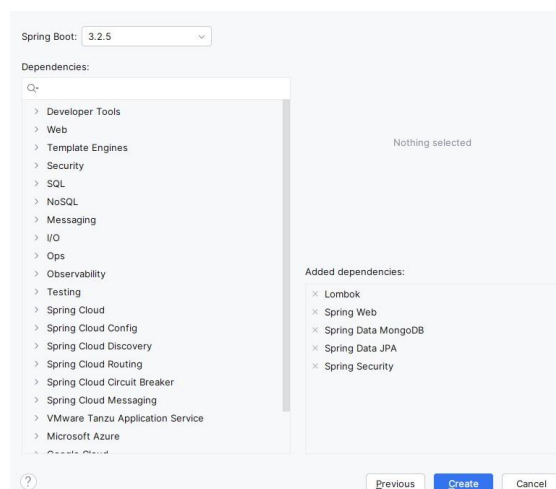 Spring Boot: 3.2.5
Dependencies:
Developer Tools
Web
Template Engines
Security
SQL
NoSQL
Messaging
I/O
Ops
Observability
Testing
Spring Cloud
Spring Cloud Config
Spring Cloud Discovery
Spring Cloud Routing
Spring Cloud Circuit Breaker
Spring Cloud Messaging
VMware Tanzu Application Service
Microsoft Azure
Google Cloud
Nothing selected
Added dependencies:
Lombok
Spring Web
Spring Data MongoDB
Spring Data JPA
Spring Security
? Previous Create Cancel